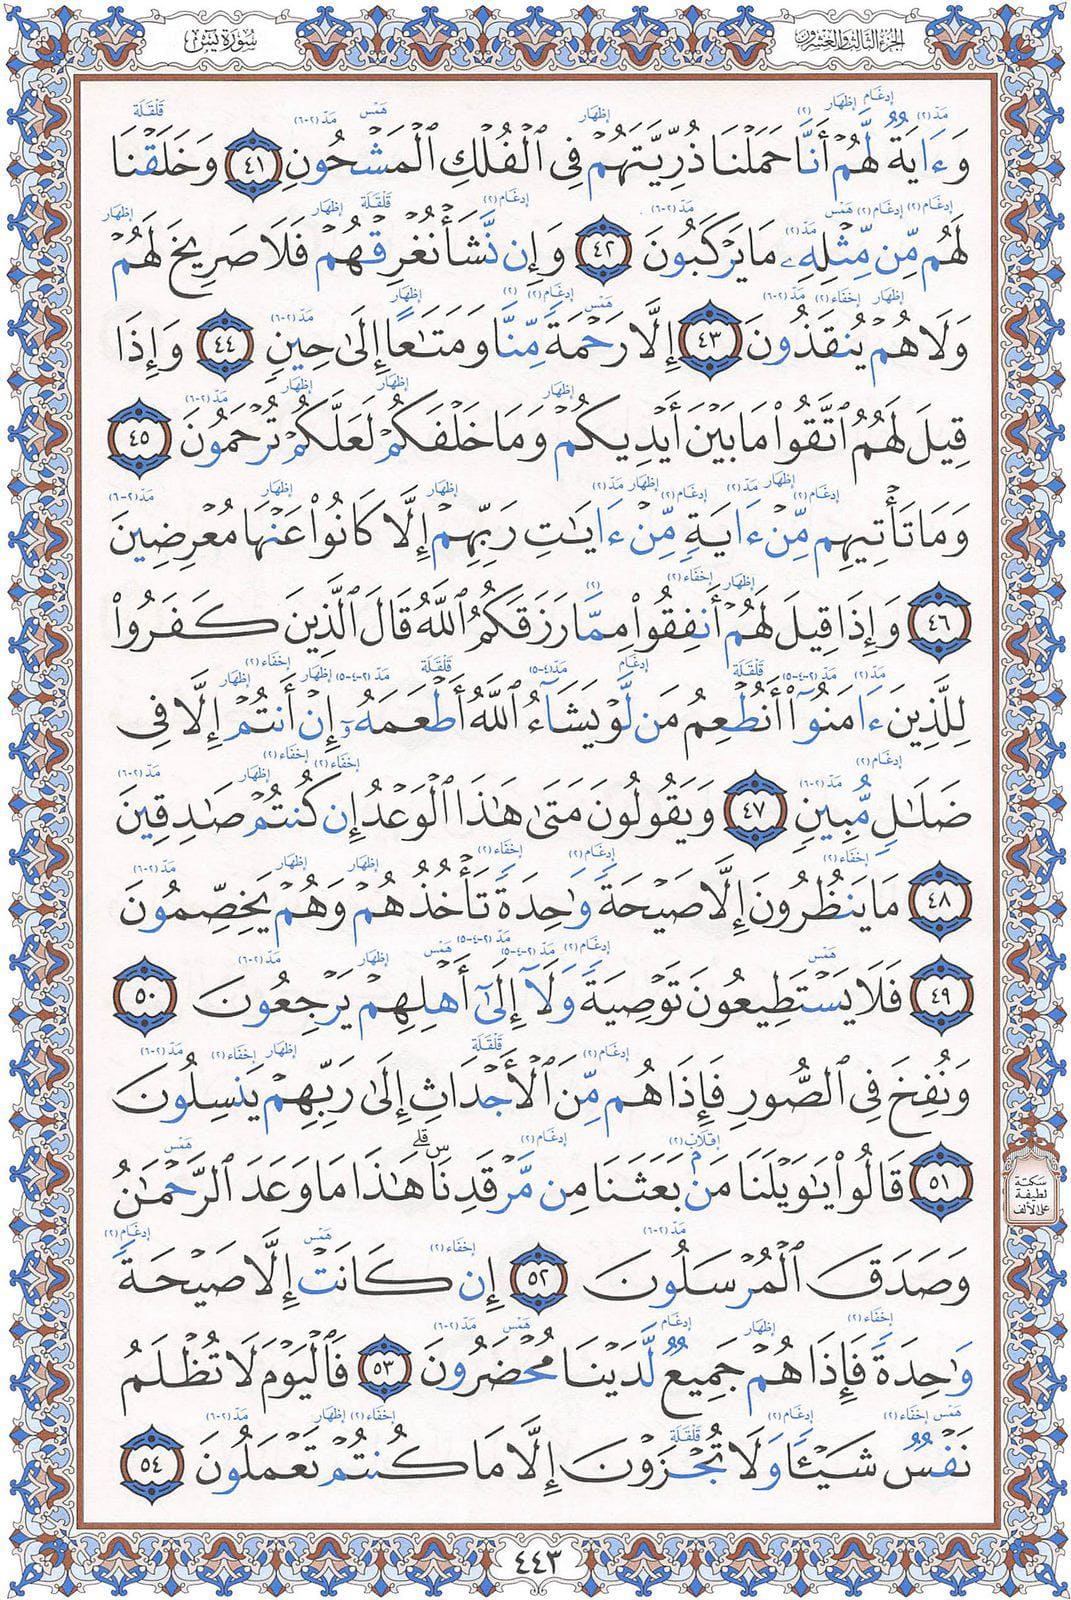 الجزء الثالث والعشرون
سورة يس
وَءَايَةٌ لَّهُمْ أَنَّا حَمَلْنَا ذُرِّيَّتَهُمْ فِى ٱلْفُلْكِ ٱلْمَشْحُونِ ٤١ وَخَلَقْنَا
لَهُم مِّن مِّثْلِهِۦ مَا يَرْكَبُونَ ٤٢ وَإِن نَّشَأْ نُغْرِقْهُمْ فَلَا صَرِيخَ لَهُمْ
وَلَا هُمْ يُنقَذُونَ ٤٣ إِلَّا رَحْمَةً مِّنَّا وَمَتَـٰعًا إِلَىٰ حِينٍ ٤٤ وَإِذَا
قِيلَ لَهُمُ ٱتَّقُوا۟ مَا بَيْنَ أَيْدِيكُمْ وَمَا خَلْفَكُمْ لَعَلَّكُمْ تُرْحَمُونَ ٤٥
وَمَا تَأْتِيهِم مِّنْ ءَايَةٍ مِّنْ ءَايَـٰتِ رَبِّهِمْ إِلَّا كَانُوا۟ عَنْهَا مُعْرِضِينَ
٤٦ وَإِذَا قِيلَ لَهُمْ أَنفِقُوا۟ مِمَّا رَزَقَكُمُ ٱللَّهُ قَالَ ٱلَّذِينَ كَفَرُوا۟
لِلَّذِينَ ءَامَنُوٓا۟ أَنُطْعِمُ مَن لَّوْ يَشَآءُ ٱللَّهُ أَطْعَمَهُۥٓ إِنْ أَنتُمْ إِلَّا فِى
ضَلَـٰلٍ مُّبِينٍ ٤٧ وَيَقُولُونَ مَتَىٰ هَـٰذَا ٱلْوَعْدُ إِن كُنتُمْ صَـٰدِقِينَ
٤٨ مَا يَنظُرُونَ إِلَّا صَيْحَةً وَٰحِدَةً تَأْخُذُهُمْ وَهُمْ يَخِصِّمُونَ
٤٩ فَلَا يَسْتَطِيعُونَ تَوْصِيَةً وَلَآ إِلَىٰٓ أَهْلِهِمْ يَرْجِعُونَ ٥٠
وَنُفِخَ فِى ٱلصُّورِ فَإِذَا هُم مِّنَ ٱلْأَجْدَاثِ إِلَىٰ رَبِّهِمْ يَنسِلُونَ
٥١ قَالُوا۟ يَـٰوَيْلَنَا مَنۢ بَعَثَنَا مِن مَّرْقَدِنَا ۜ ۗ هَـٰذَا مَا وَعَدَ ٱلرَّحْمَـٰنُ
وَصَدَقَ ٱلْمُرْسَلُونَ ٥٢ إِن كَانَتْ إِلَّا صَيْحَةً
وَٰحِدَةً فَإِذَا هُمْ جَمِيعٌ لَّدَيْنَا مُحْضَرُونَ ٥٣ فَٱلْيَوْمَ لَا تُظْلَمُ
نَفْسٌ شَيْـًٔا وَلَا تُجْزَوْنَ إِلَّا مَا كُنتُمْ تَعْمَلُونَ ٥٤
سكتة
لطيفة
على الألف
٤٤٣